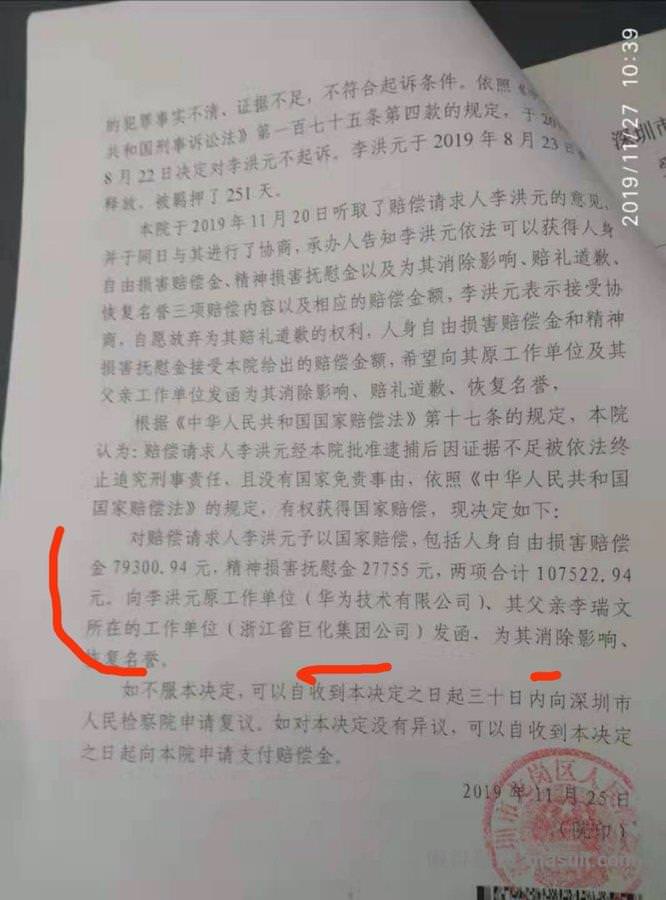 的犯罪事实不清、证据不足，不符合起诉条件。依照《中
共和国刑事诉讼法》第一百七十五条第四款的规定，于20
8月22日决定对李洪元不起诉。李洪元于2019年8月23日
释放，被羁押了251天。
本院于2019年11月20日听取了赔偿请求人李洪元的意见，
并于同日与其进行了协商，承办人告知李洪元依法可以获得人身
自由损害赔偿金、精神损害抚慰金以及为其消除影响、赔礼道歉、
恢复名誉三项赔偿内容以及相应的赔偿金额，李洪元表示接受协
商，自愿放弃为其赔礼道歉的权利，人身自由损害赔偿金和精神
损害抚慰金接受本院给出的赔偿金额，希望向其原工作单位及其
父亲工作单位发函为其消除影响、赔礼道歉、恢复名誉，
根据《中华人民共和国国家赔偿法》第十七条的规定，本院
认为：赔偿请求人李洪元经本院批准逮捕后因证据不足被依法终
止追究刑事责任，且没有国家免责事由，依照《中华人民共和国
国家赔偿法》的规定，有权获得国家赔偿，现决定如下：
对赔偿请求人李洪元予以国家赔偿，包括人身自由损害赔偿
金79300.94元，精神损害抚慰金27755元，两项合计107522.94
元。向李洪元原工作单位（华为技术有限公司）、其父亲李瑞文
所在的工作单位（浙江省巨化集团公司）发函，为其消除影响、
恢复名誉。
如不服本决定，可以自收到本决定之日起三十日内向深圳市
人民检察院申请复议。如对本决定没有异议，可以自收到本决定
之日起向本院申请支付赔偿金。
2019年11月25日
（院印）
深圳市
2019/11/27 10:39